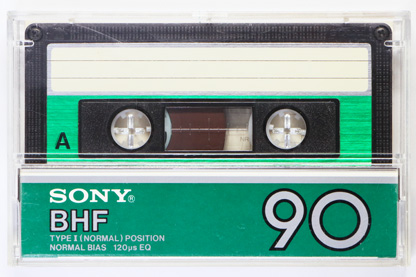 A
SONY®
BHF
TYPE I (NORMAL) POSITION
NORMAL BIAS 120μs EQ
90